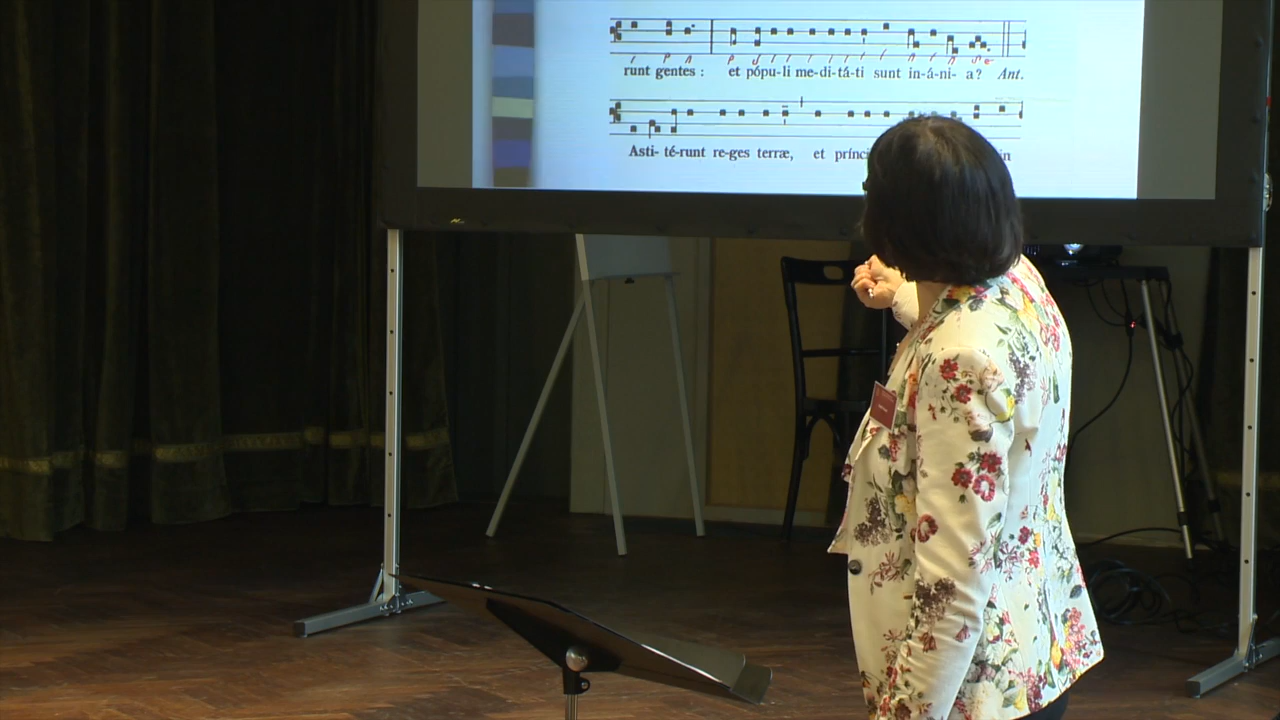 runt gentes : et pópu-li me-di-tá-ti sunt in-á-ni- a? Ant.
Asti- té-runt re-ges terræ, et in